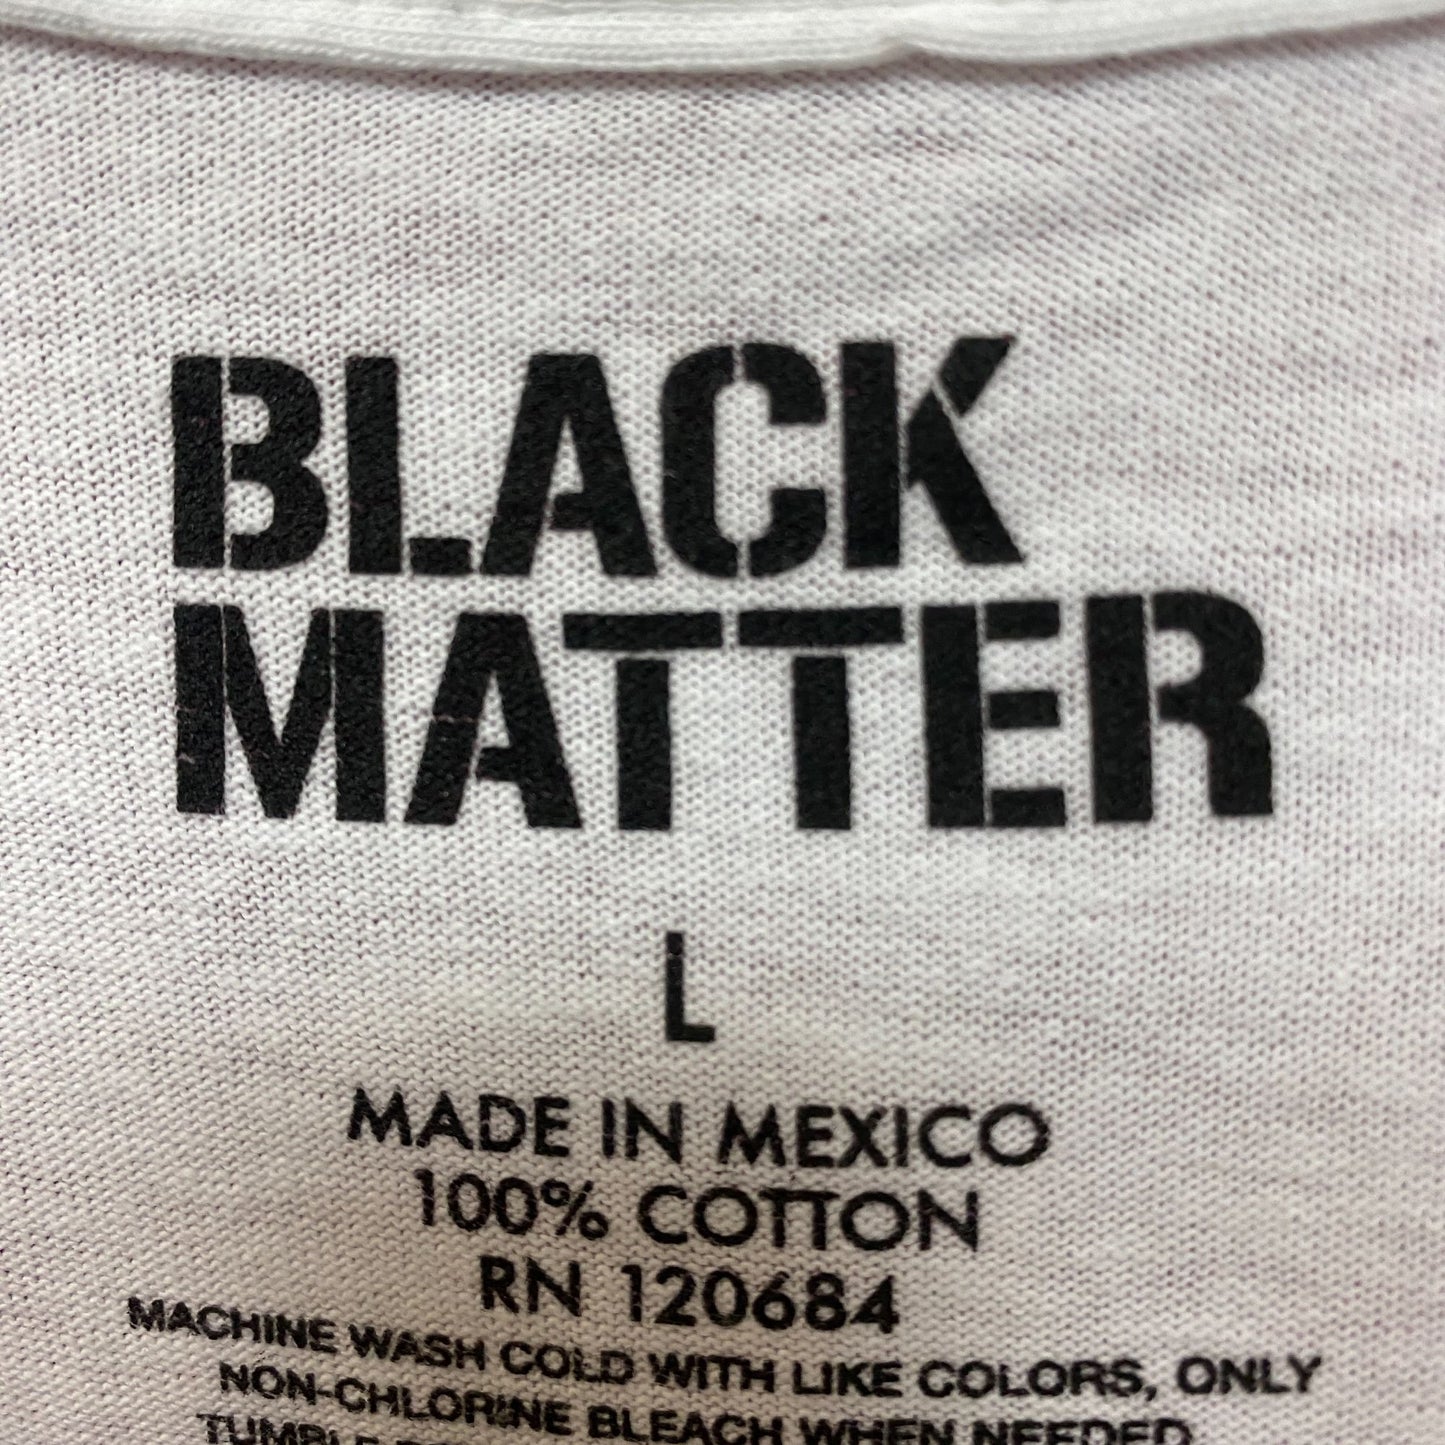 BLACK
MATTER
L
MADE IN MEXICO
100% COTTON
RN 120684
MACHINE WASH COLD WITH LIKE COLORS, ONLY
NON-CHLORINE BLEACH WHEN NEEDED
TUMBLE